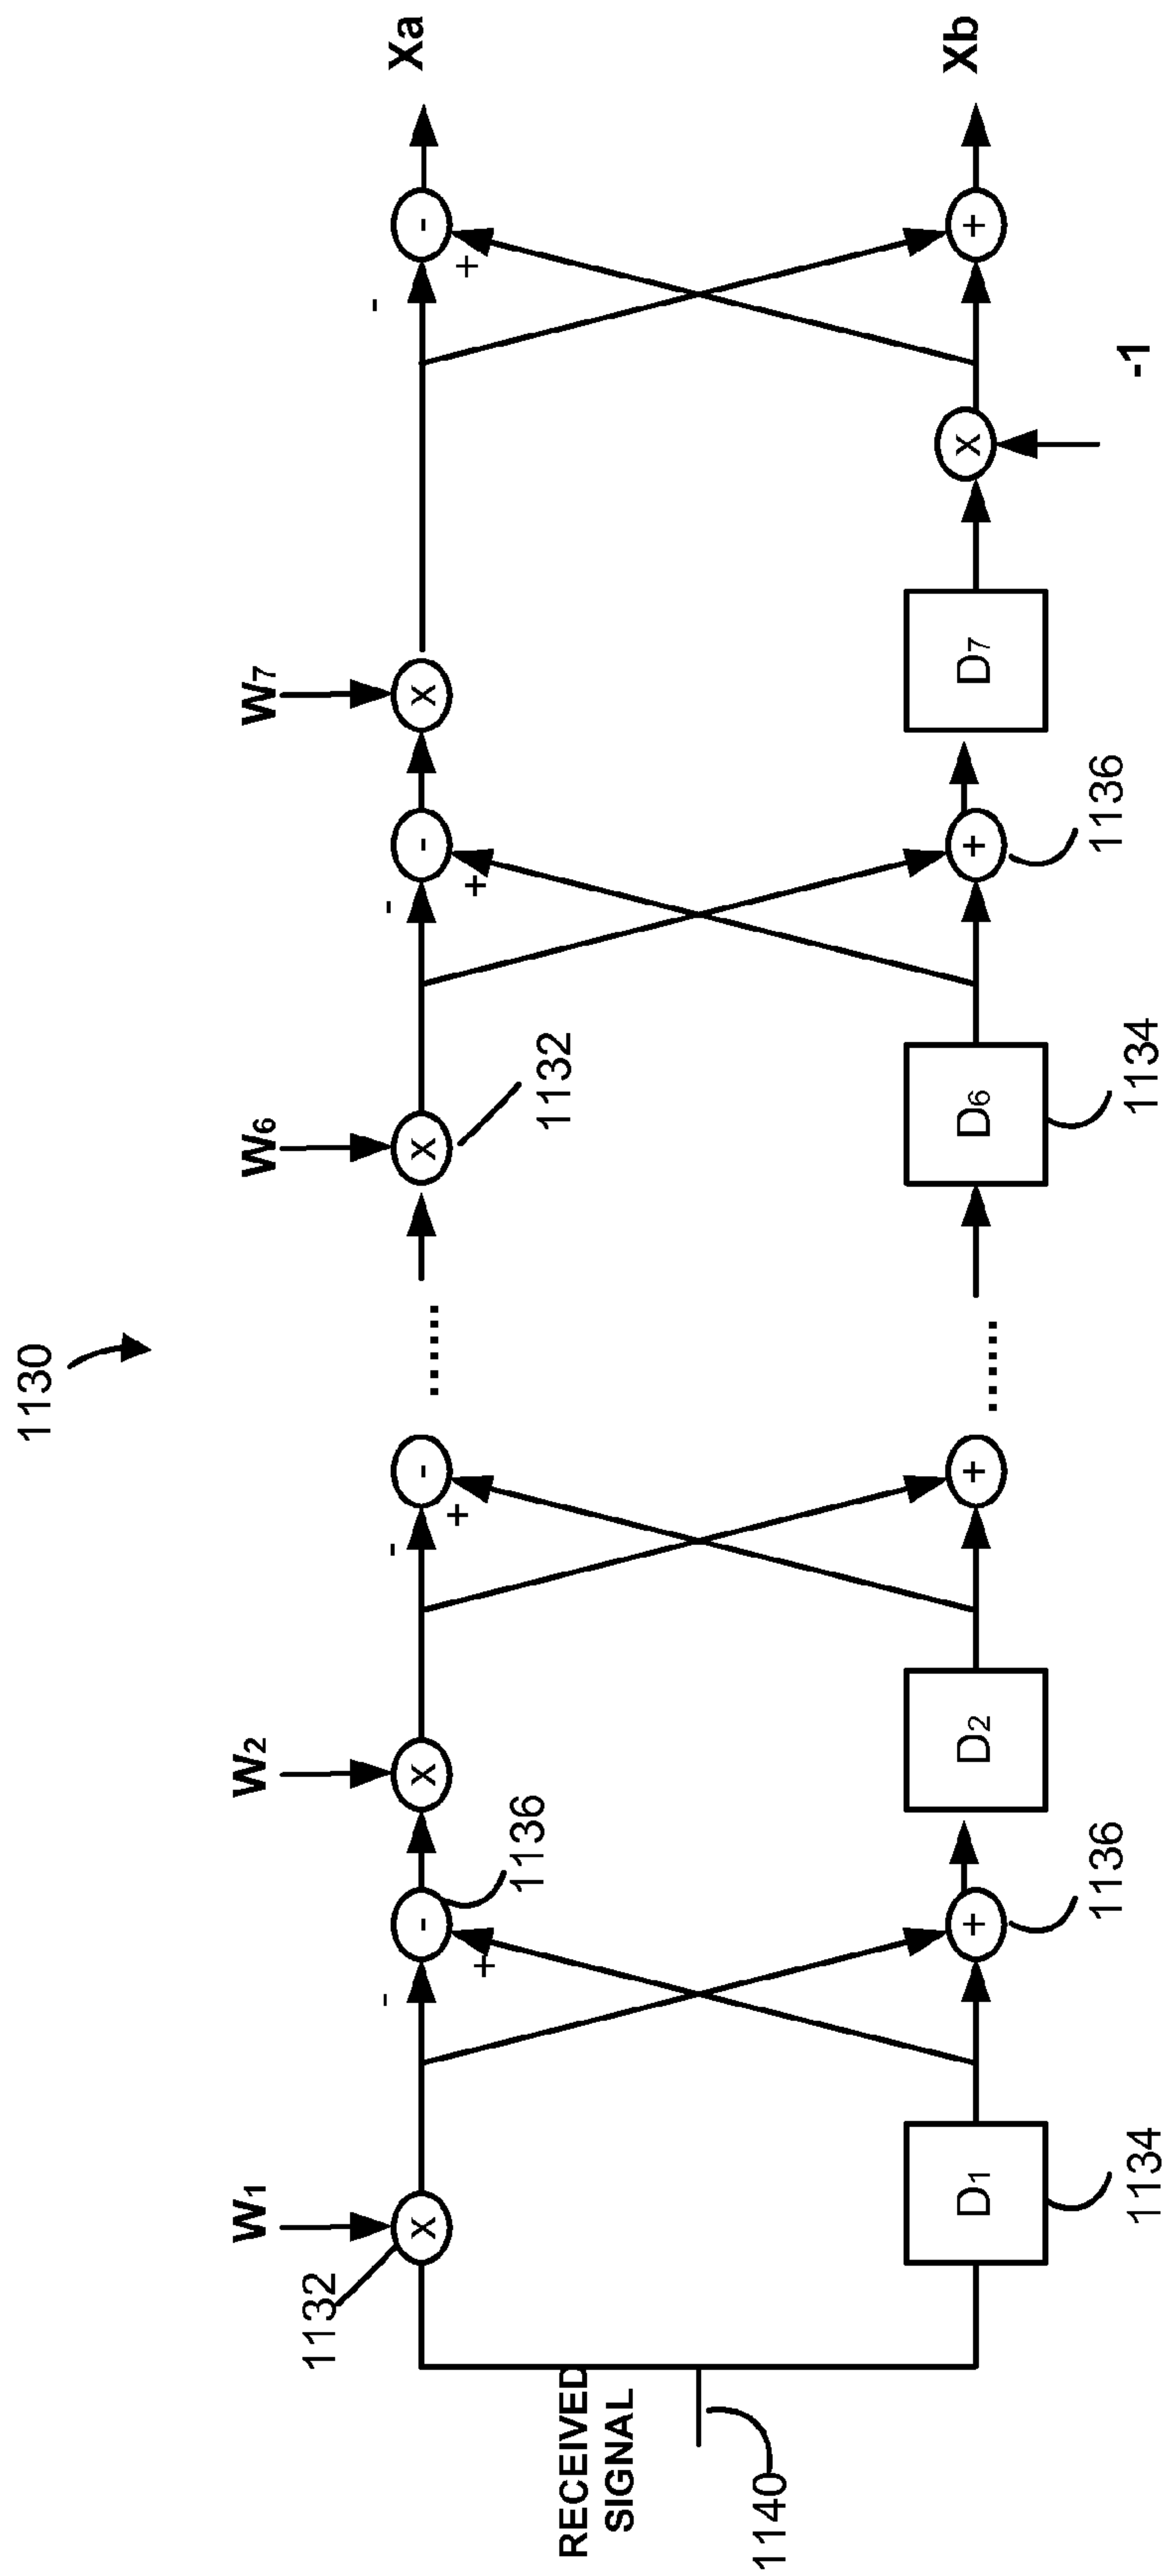 1130
W1
W2
W6
W7
1132
X
X
X
X
-
+
-
+
-
+
-
+
-
-
-
-
Xa
1136
1132
RECEIVED
SIGNAL
......
......
1140
D1
D2
D6
D7
X
+
+
+
+
Xb
1134
1136
1134
1136
-1